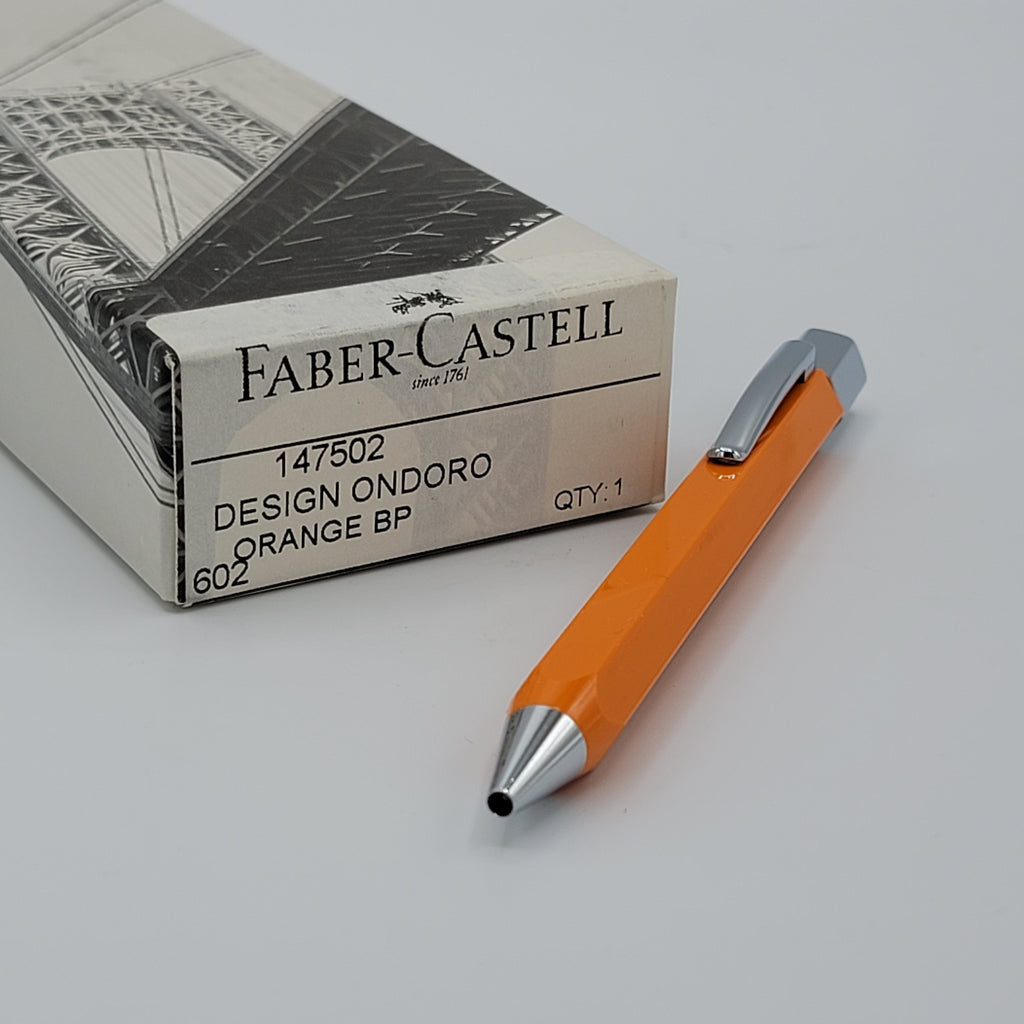 FABER-CASTELL
since 1761
147502
DESIGN ONDORO
ORANGE BP
QTY: 1
602